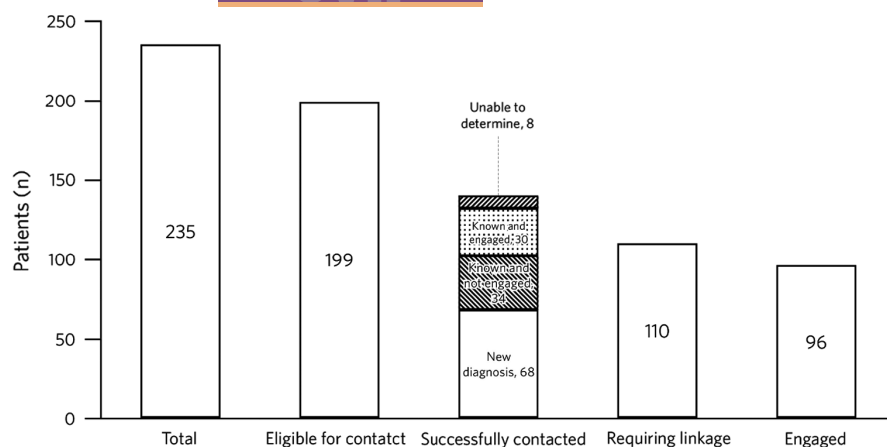 250
200
150
100
50
0
Patients (n)
235
199
Unable to
determine, 8
Known and
engaged, 30
Known and
not engaged,
34
New
diagnosis, 68
110
96
Total
Eligible for contatct
Successfully contacted
Requiring linkage
Engaged